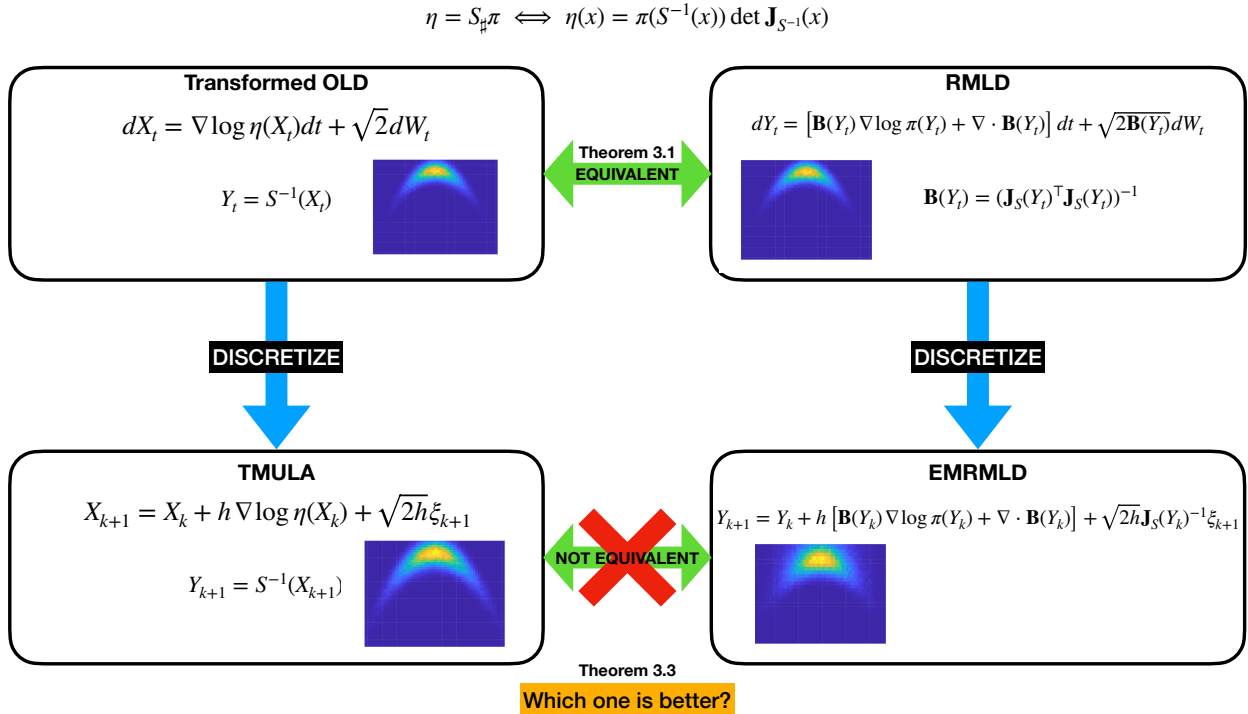 η = S_♯π ⟺ η(x) = π(S⁻¹(x)) det 𝐉_{S⁻¹}(x)
Transformed OLD
dX_t = ∇log η(X_t)dt + √2 dW_t
Y_t = S⁻¹(X_t)
Theorem 3.1
EQUIVALENT
RMLD
dY_t = [𝐁(Y_t) ∇log π(Y_t) + ∇ · 𝐁(Y_t)] dt + √(2𝐁(Y_t)) dW_t
𝐁(Y_t) = (𝐉_S(Y_t)^⊤ 𝐉_S(Y_t))⁻¹
DISCRETIZE
DISCRETIZE
TMULA
X_{k+1} = X_k + h ∇log η(X_k) + √(2h) ξ_{k+1}
Y_{k+1} = S⁻¹(X_{k+1})
NOT EQUIVALENT
EMRMLD
Y_{k+1} = Y_k + h [𝐁(Y_k) ∇log π(Y_k) + ∇ · 𝐁(Y_k)] + √(2h) 𝐉_S(Y_k)⁻¹ ξ_{k+1}
Theorem 3.3
Which one is better?